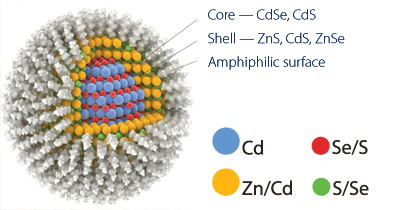 Core — CdSe, CdS
Shell — ZnS, CdS, ZnSe
Amphiphilic surface
Cd
Se/S
Zn/Cd
S/Se